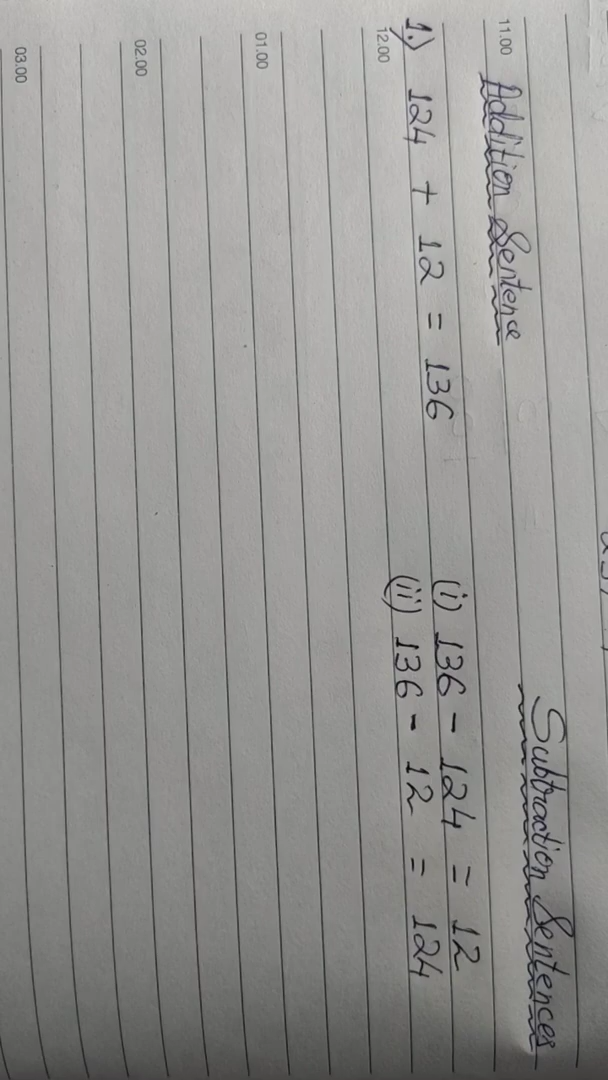 11.00
Addition Sentence Subtraction Sentences
1.) 124 + 12 = 136 (i) 136 - 124 = 12
12.00 (ii) 136 - 12 = 124
01.00
02.00
03.00